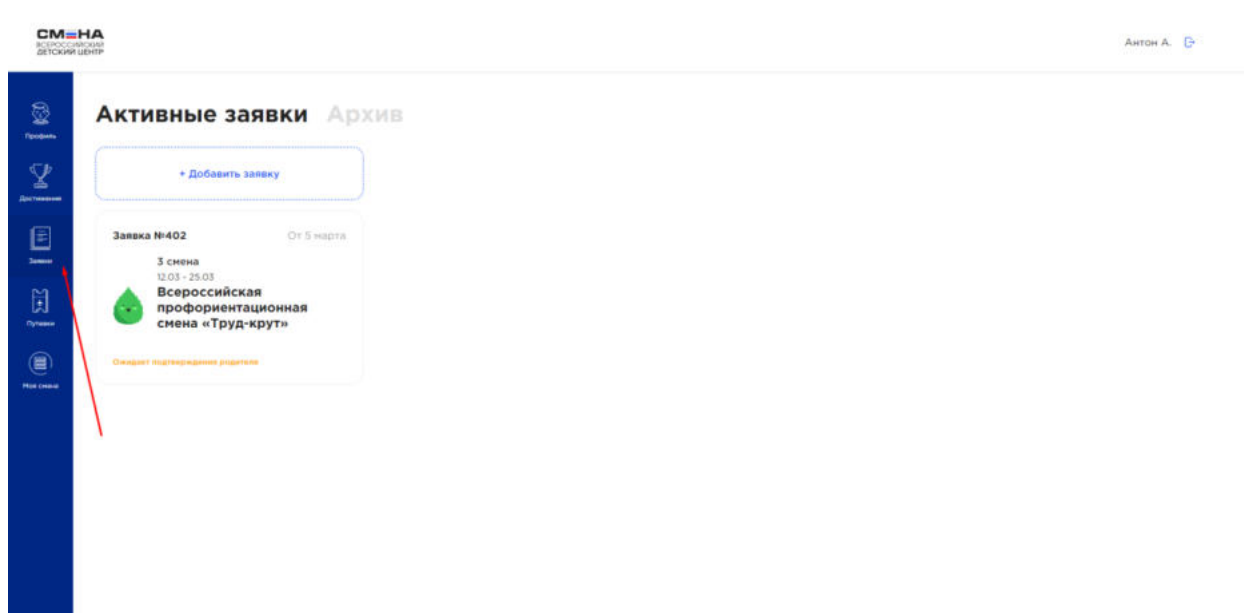 СМЕНА
ВСЕРОССИЙСКИЙ
ДЕТСКИЙ ЦЕНТР
Антон А.
Профиль
Достижения
Заявки
Путевки
Моя смена
Активные заявки Архив
+ Добавить заявку
Заявка №402 От 5 марта
3 смена
12.03 - 25.03
Всероссийская
профориентационная
смена «Труд-крут»
Ожидает подтверждения родителя